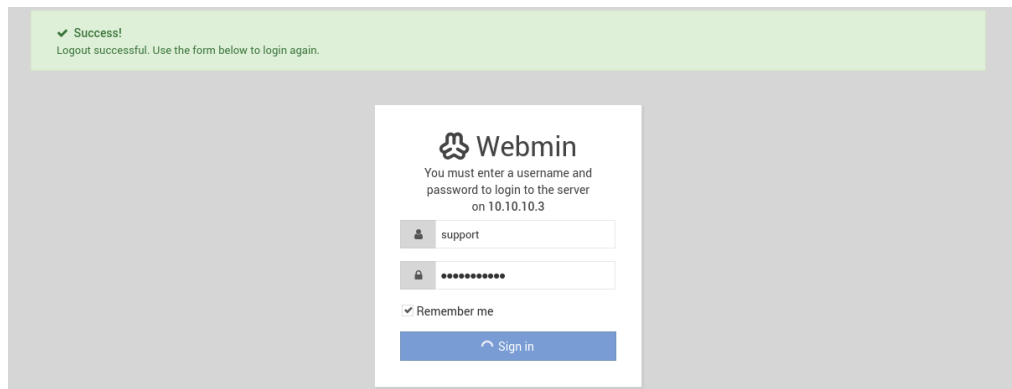 Success!
Logout successful. Use the form below to login again.
Webmin
You must enter a username and
password to login to the server
on 10.10.10.3
support
•••••••••••
Remember me
Sign in